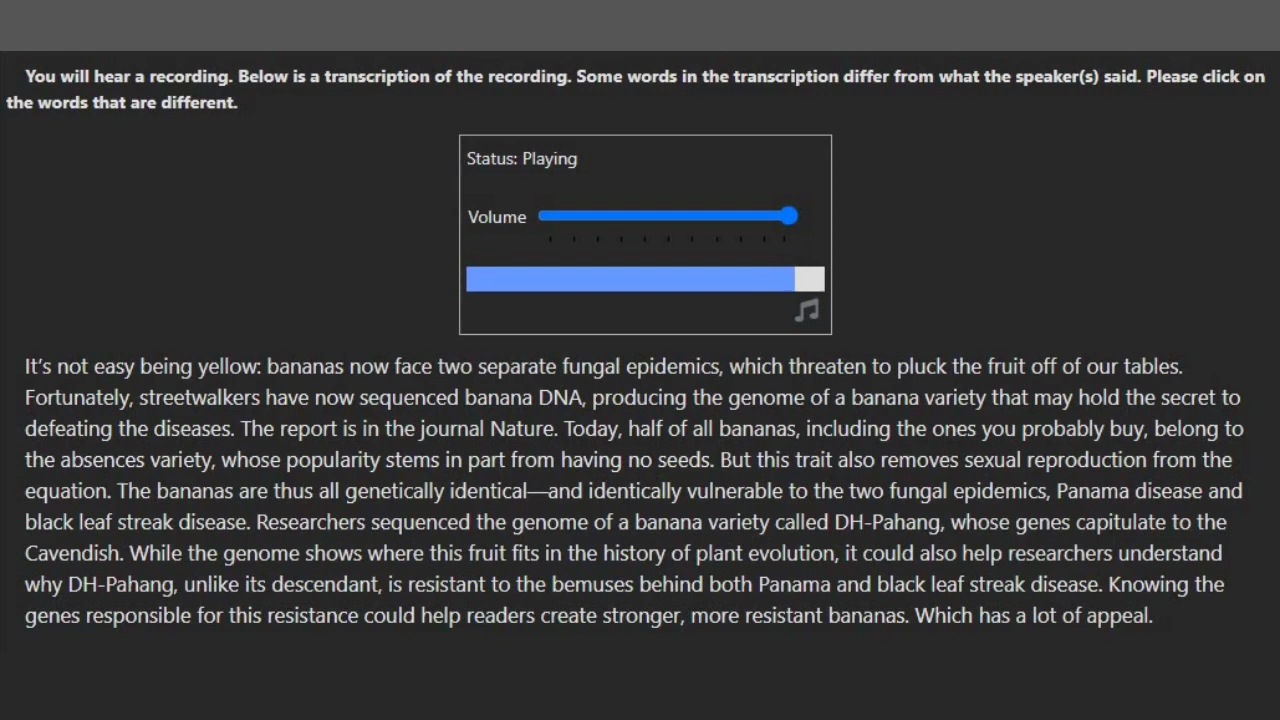 You will hear a recording. Below is a transcription of the recording. Some words in the transcription differ from what the speaker(s) said. Please click on
the words that are different.
Status: Playing
Volume
It’s not easy being yellow: bananas now face two separate fungal epidemics, which threaten to pluck the fruit off of our tables.
Fortunately, streetwalkers have now sequenced banana DNA, producing the genome of a banana variety that may hold the secret to
defeating the diseases. The report is in the journal Nature. Today, half of all bananas, including the ones you probably buy, belong to
the absences variety, whose popularity stems in part from having no seeds. But this trait also removes sexual reproduction from the
equation. The bananas are thus all genetically identical—and identically vulnerable to the two fungal epidemics, Panama disease and
black leaf streak disease. Researchers sequenced the genome of a banana variety called DH-Pahang, whose genes capitulate to the
Cavendish. While the genome shows where this fruit fits in the history of plant evolution, it could also help researchers understand
why DH-Pahang, unlike its descendant, is resistant to the bemuses behind both Panama and black leaf streak disease. Knowing the
genes responsible for this resistance could help readers create stronger, more resistant bananas. Which has a lot of appeal.